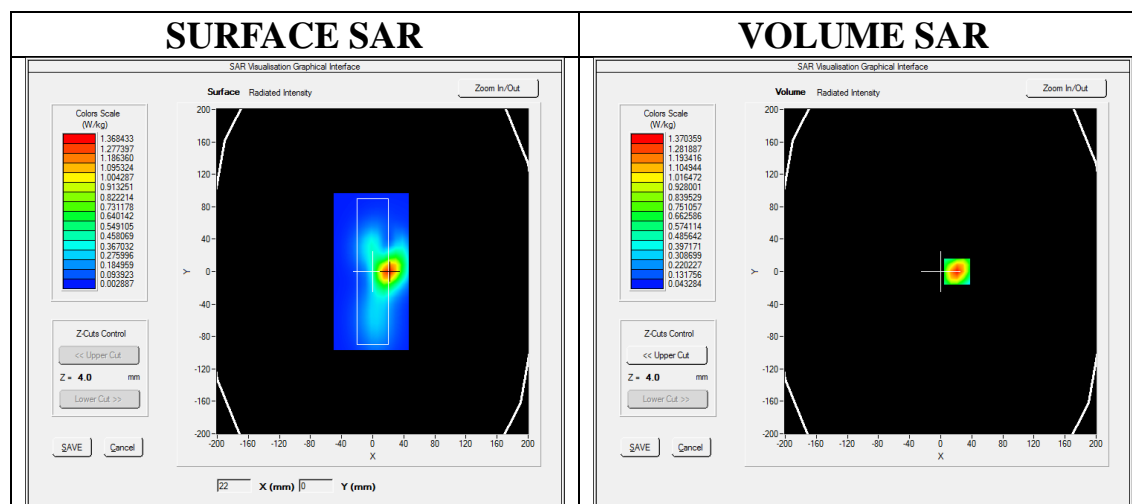 SURFACE SAR
VOLUME SAR
SAR Visualisation Graphical Interface
Surface Radiated Intensity
Zoom In/Out
Colors Scale
(W/kg)
1.368433
1.277397
1.186360
1.095324
1.004287
0.913251
0.822214
0.731178
0.640142
0.549105
0.458069
0.367032
0.275996
0.184959
0.093923
0.002887
200
160
120
80
40
0
-40
-80
-120
-160
-200
Y
-200 -160 -120 -80 -40 0 40 80 120 160 200
X
Z-Cuts Control
<< Upper Cut
Z = 4.0 mm
Lower Cut >>
SAVE Cancel
22 X (mm) 0 Y (mm)
SAR Visualisation Graphical Interface
Volume Radiated Intensity
Zoom In/Out
Colors Scale
(W/kg)
1.370359
1.281887
1.193416
1.104944
1.016472
0.928001
0.839529
0.751057
0.662586
0.574114
0.485642
0.397171
0.308699
0.220227
0.131756
0.043284
200
160
120
80
40
0
-40
-80
-120
-160
-200
Y
-200 -160 -120 -80 -40 0 40 80 120 160 200
X
Z-Cuts Control
<< Upper Cut
Z = 4.0 mm
Lower Cut >>
SAVE Cancel